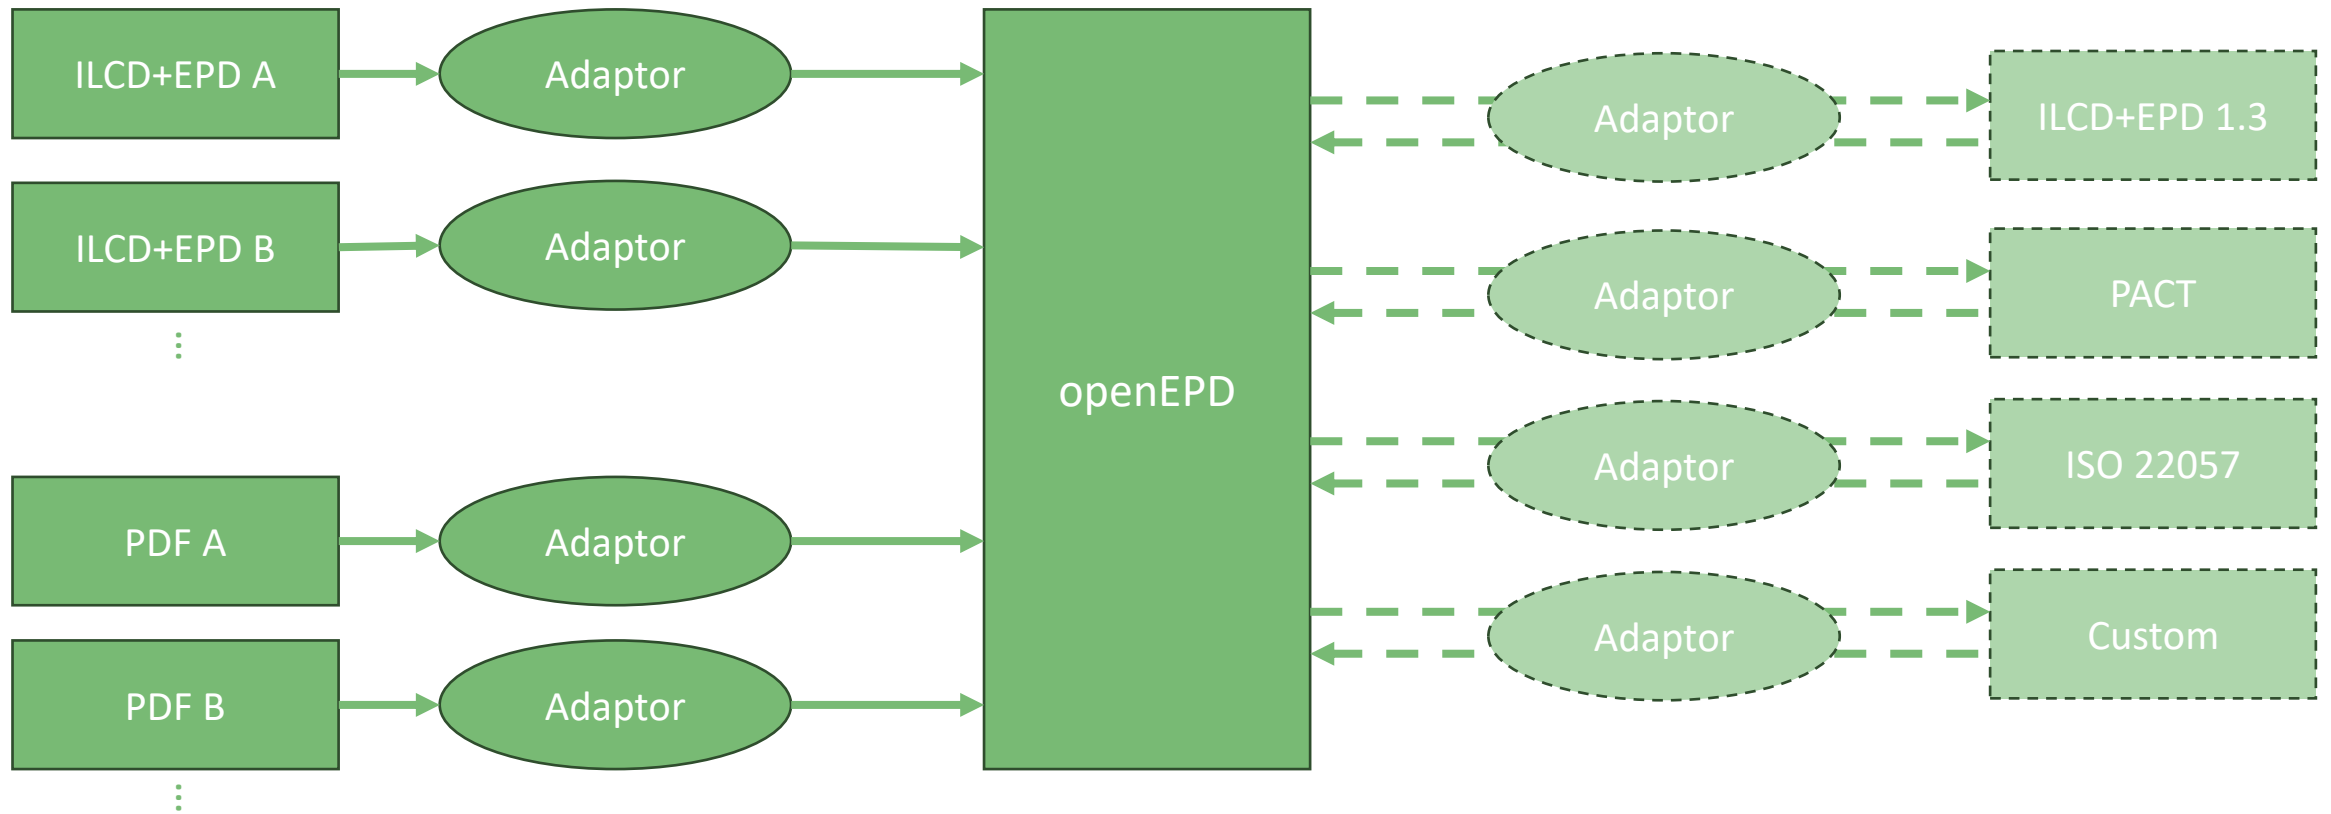 ILCD+EPD A
Adaptor
ILCD+EPD B
Adaptor
PDF A
Adaptor
PDF B
Adaptor
openEPD
Adaptor
ILCD+EPD 1.3
Adaptor
PACT
Adaptor
ISO 22057
Adaptor
Custom